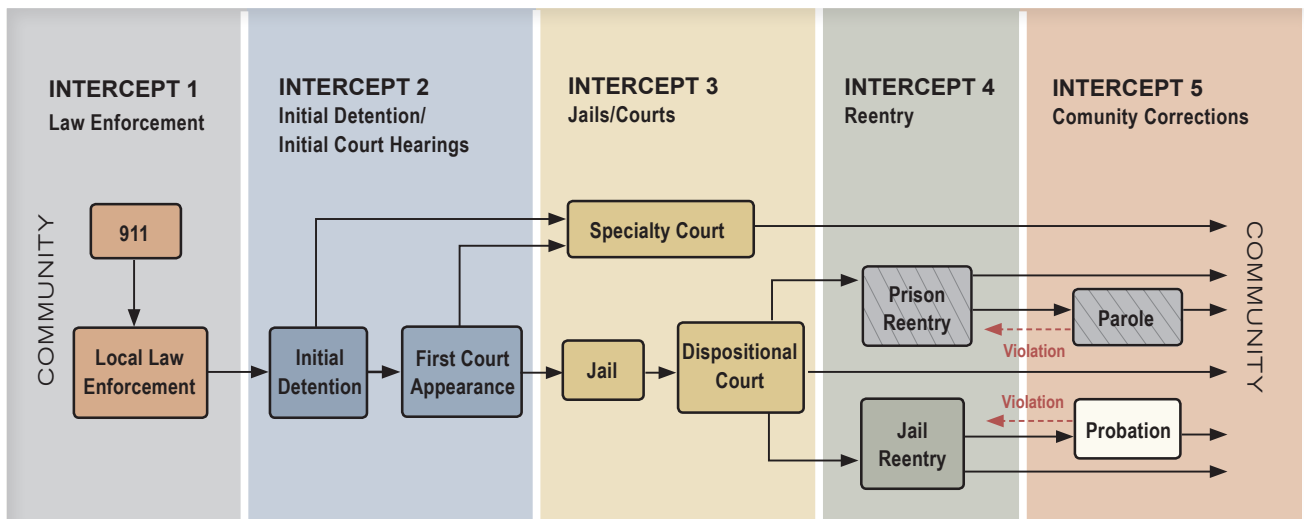 INTERCEPT 1
Law Enforcement
INTERCEPT 2
Initial Detention/
Initial Court Hearings
INTERCEPT 3
Jails/Courts
INTERCEPT 4
Reentry
INTERCEPT 5
Comunity Corrections
COMMUNITY
911
Local Law
Enforcement
Initial
Detention
First Court
Appearance
Specialty Court
Jail
Dispositional
Court
Prison
Reentry
Violation
Parole
Jail
Reentry
Violation
Probation
COMMUNITY